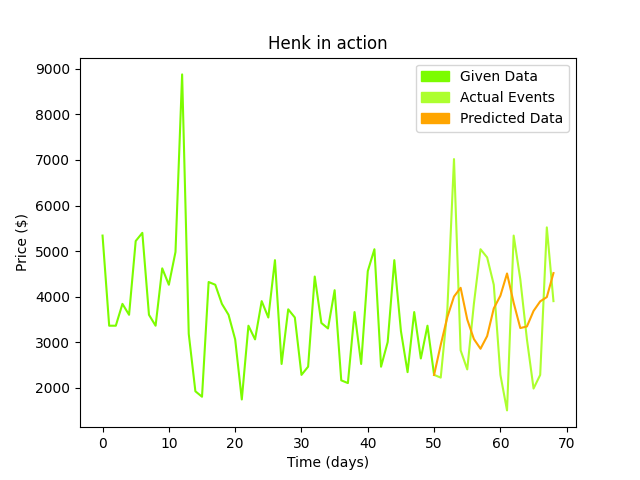 Henk in action
Given Data
Actual Events
Predicted Data
9000
8000
7000
6000
5000
4000
3000
2000
Price ($)
0 10 20 30 40 50 60 70
Time (days)